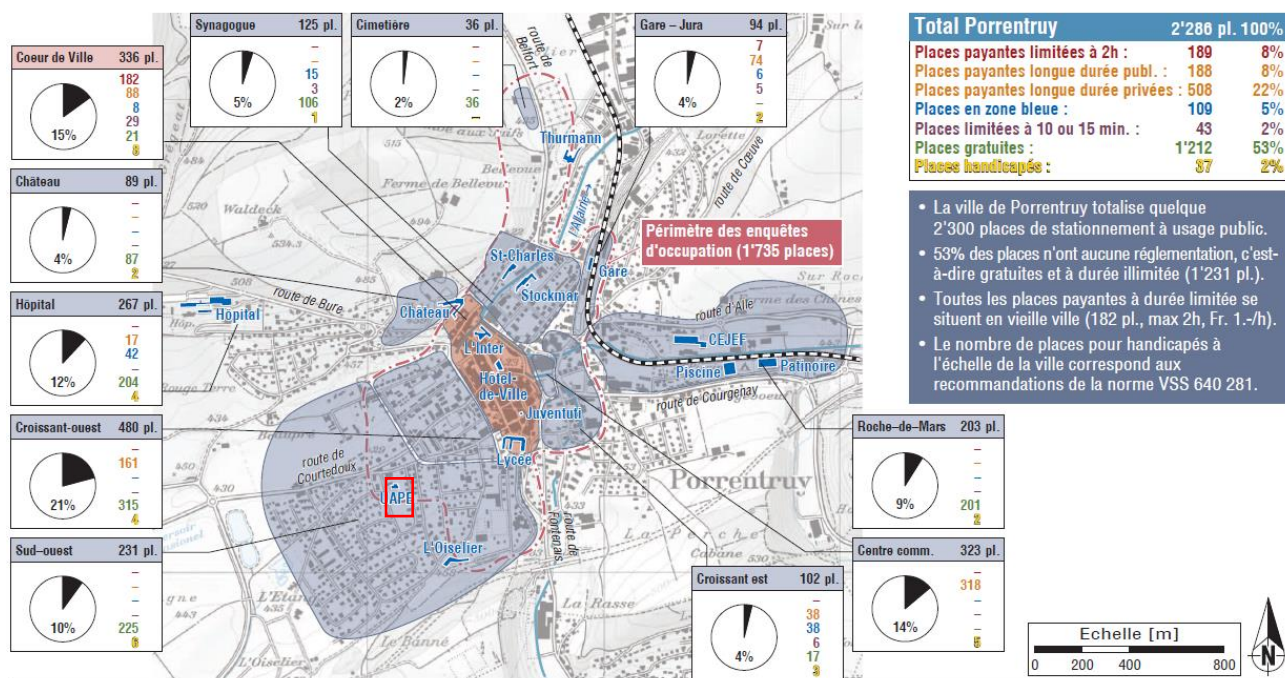 Synagogue 125 pl.
–
–
15
3
106
1
5%
Cimetière 36 pl.
–
–
–
–
36
–
2%
Gare – Jura 94 pl.
7
74
6
5
–
2
4%
Coeur de Ville 336 pl.
182
88
8
29
21
8
15%
Château 89 pl.
–
–
–
–
87
2
4%
Hôpital 267 pl.
–
17
42
–
204
4
12%
Croissant-ouest 480 pl.
–
161
–
–
315
4
21%
Sud–ouest 231 pl.
–
–
–
–
225
6
10%
Croissant est 102 pl.
–
38
38
6
17
3
4%
Roche–de–Mars 203 pl.
–
–
–
–
201
2
9%
Centre comm. 323 pl.
–
318
–
–
–
5
14%
Total Porrentruy 2'286 pl. 100%
Places payantes limitées à 2h : 189 8%
Places payantes longue durée publ. : 188 8%
Places payantes longue durée privées : 508 22%
Places en zone bleue : 109 5%
Places limitées à 10 ou 15 min. : 43 2%
Places gratuites : 1'212 53%
Places handicapés : 37 2%
• La ville de Porrentruy totalise quelque
2'300 places de stationnement à usage public.
• 53% des places n'ont aucune réglementation, c'est-
à-dire gratuites et à durée illimitée (1'231 pl.).
• Toutes les places payantes à durée limitée se
situent en vieille ville (182 pl., max 2h, Fr. 1.-/h).
• Le nombre de places pour handicapés à
l'échelle de la ville correspond aux
recommandations de la norme VSS 640 281.
Périmètre des enquêtes
d'occupation (1'735 places)
route de
Belfort
Thurmann
l'Allaine
Bellevue
Ferme de Bellevue
Waldeck
Lorette
route de Cœuve
St-Charles
Stockmar
Gare
route de Bure
Hôpital
Château
L'Inter
Hôtel-
de-Ville
Juventuti
Lycée
route d'Alle
CEJEF
Piscine
Patinoire
route de Courgenay
route de
Courtedoux
UAPE
L'Oiselier
route de
Fontenais
Porrentruy
La Perche
Cabane
La Rasse
Le Banné
L'Etang
L'Oiselier
Echelle [m]
0 200 400 800
N